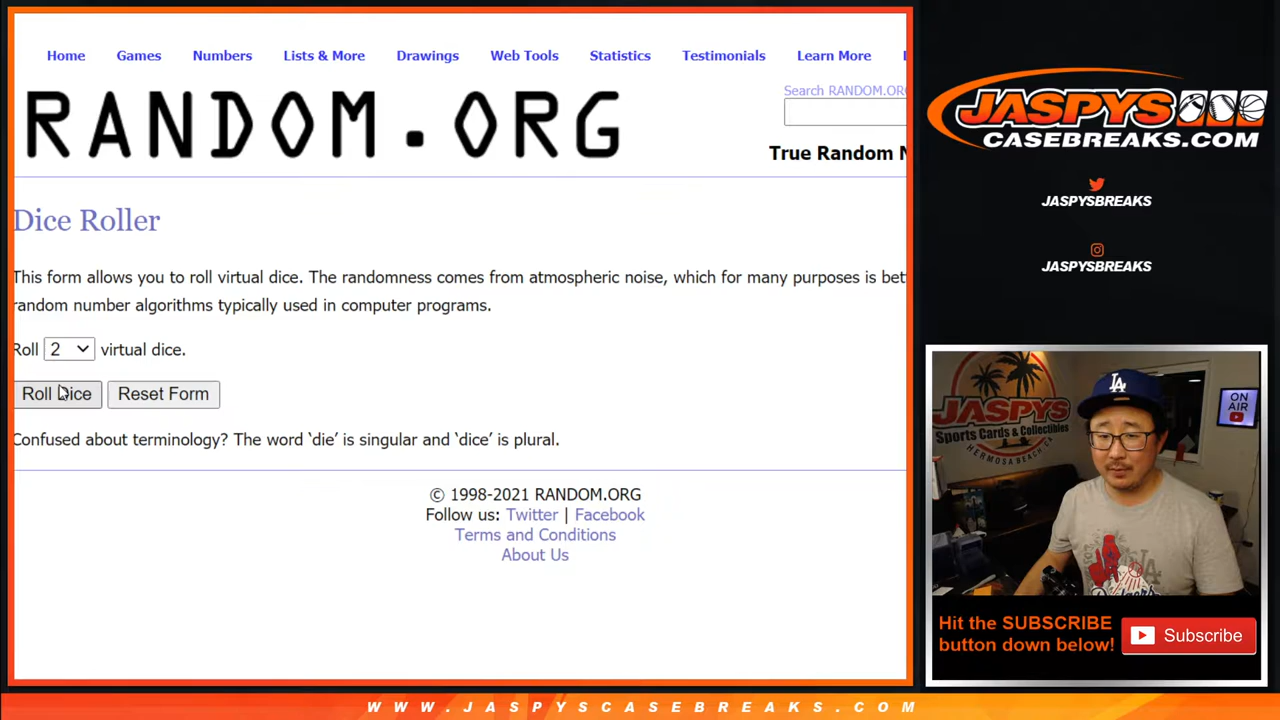 Home Games Numbers Lists & More Drawings Web Tools Statistics Testimonials Learn More
RANDOM.ORG
Search RANDOM.ORG
True Random N
Dice Roller
This form allows you to roll virtual dice. The randomness comes from atmospheric noise, which for many purposes is bet
random number algorithms typically used in computer programs.
Roll 2 virtual dice.
Roll Dice Reset Form
Confused about terminology? The word ‘die’ is singular and ‘dice’ is plural.
© 1998-2021 RANDOM.ORG
Follow us: Twitter | Facebook
Terms and Conditions
About Us
JASPYS
CASEBREAKS.COM
JASPYSBREAKS
JASPYSBREAKS
JASPYS
Sports Cards & Collectibles
HERMOSA BEACH, CA
LA
ON
AIR
Hit the SUBSCRIBE
button down below!
Subscribe
WWW.JASPYSCASEBREAKS.COM